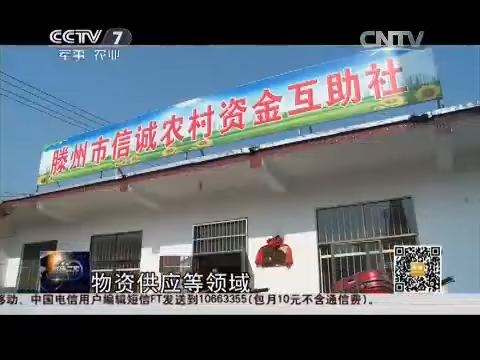 CCTV 7
军事 农业
CNTV
滕州市信诚农村资金互助社
物资供应等领域
移动、中国电信用户编辑短信FT发送到10663355(包月10元不含通信费)。